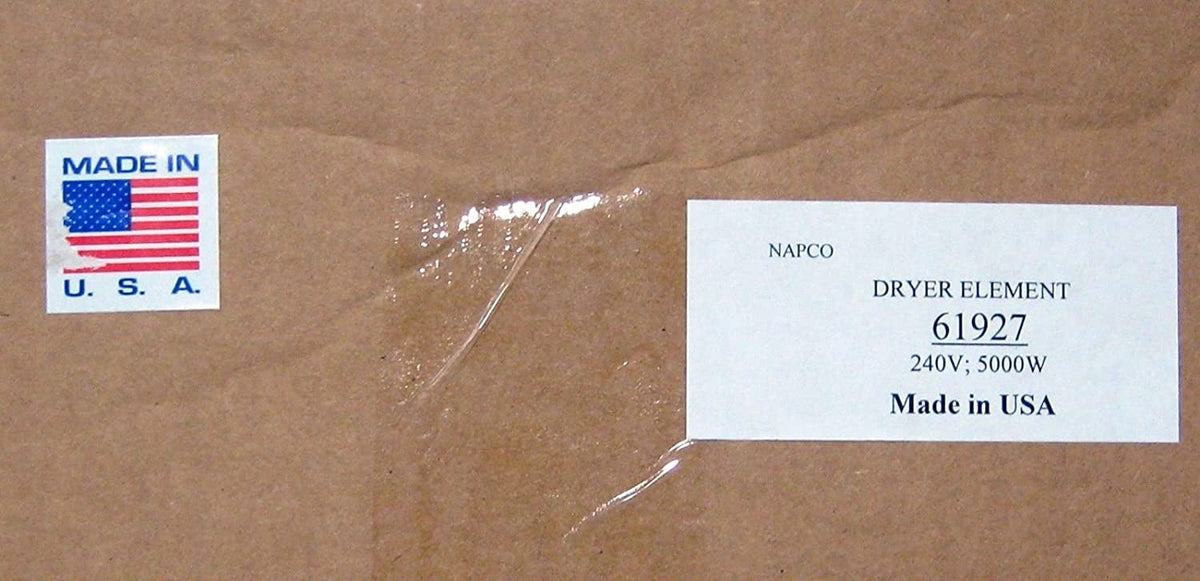 MADE IN
U. S. A.
NAPCO
DRYER ELEMENT
61927
240V; 5000W
Made in USA